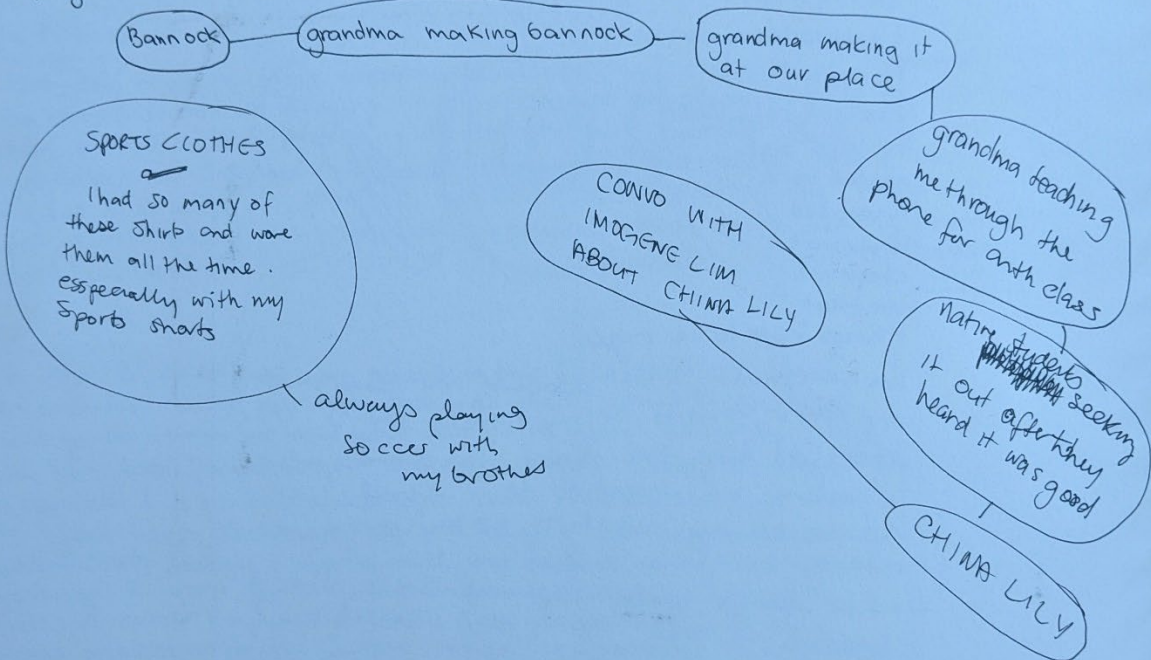 Bannock
grandma making bannock
grandma making it
at our place
grandma teaching
me through the
phone for anth class
native students
seeking
it out after they
heard it was good
CHINA LILY
CONVO WITH
IMOGENE LIM
ABOUT CHINA LILY
SPORTS CLOTHES
I had so many of
these shirts and wore
them all the time.
esspecially with my
Sports shorts
always playing
soccer with
my brother